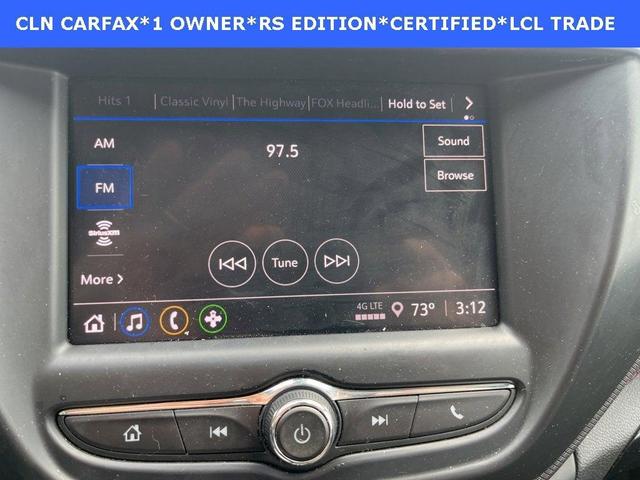 CLN CARFAX*1 OWNER*RS EDITION*CERTIFIED*LCL TRADE
Hits 1 | Classic Vinyl | The Highway | FOX Headli... Hold to Set
AM
97.5
Sound
FM
Browse
SiriusXM
Tune
More >
4G LTE
73° 3:12